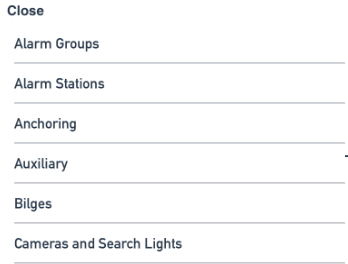 Close
Alarm Groups
Alarm Stations
Anchoring
Auxiliary
Bilges
Cameras and Search Lights